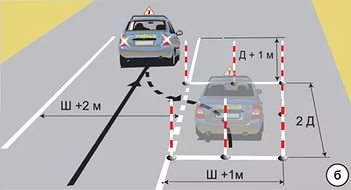 Д + 1 м
Ш +2 м
2 Д
Ш +1м
б